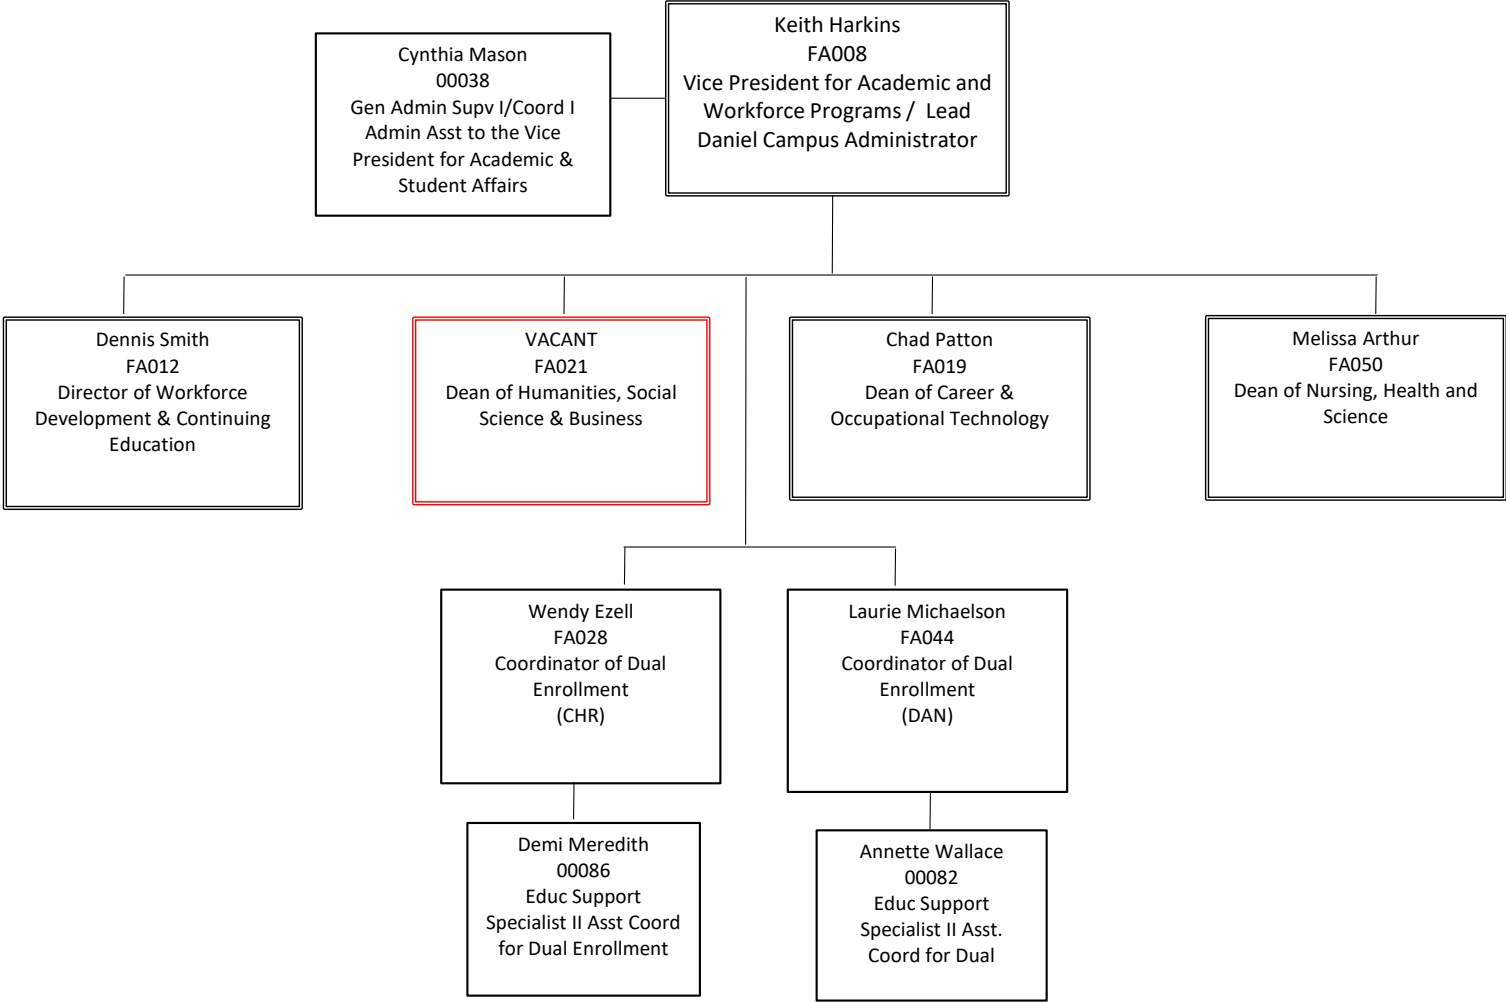 Cynthia Mason
00038
Gen Admin Supv I/Coord I
Admin Asst to the Vice
President for Academic &
Student Affairs
Keith Harkins
FA008
Vice President for Academic and
Workforce Programs /  Lead
Daniel Campus Administrator
Dennis Smith
FA012
Director of Workforce
Development & Continuing
Education
VACANT
FA021
Dean of Humanities, Social
Science & Business
Chad Patton
FA019
Dean of Career &
Occupational Technology
Melissa Arthur
FA050
Dean of Nursing, Health and
Science
Wendy Ezell
FA028
Coordinator of Dual
Enrollment
(CHR)
Laurie Michaelson
FA044
Coordinator of Dual
Enrollment
(DAN)
Demi Meredith
00086
Educ Support
Specialist II Asst Coord
for Dual Enrollment
Annette Wallace
00082
Educ Support
Specialist II Asst.
Coord for Dual